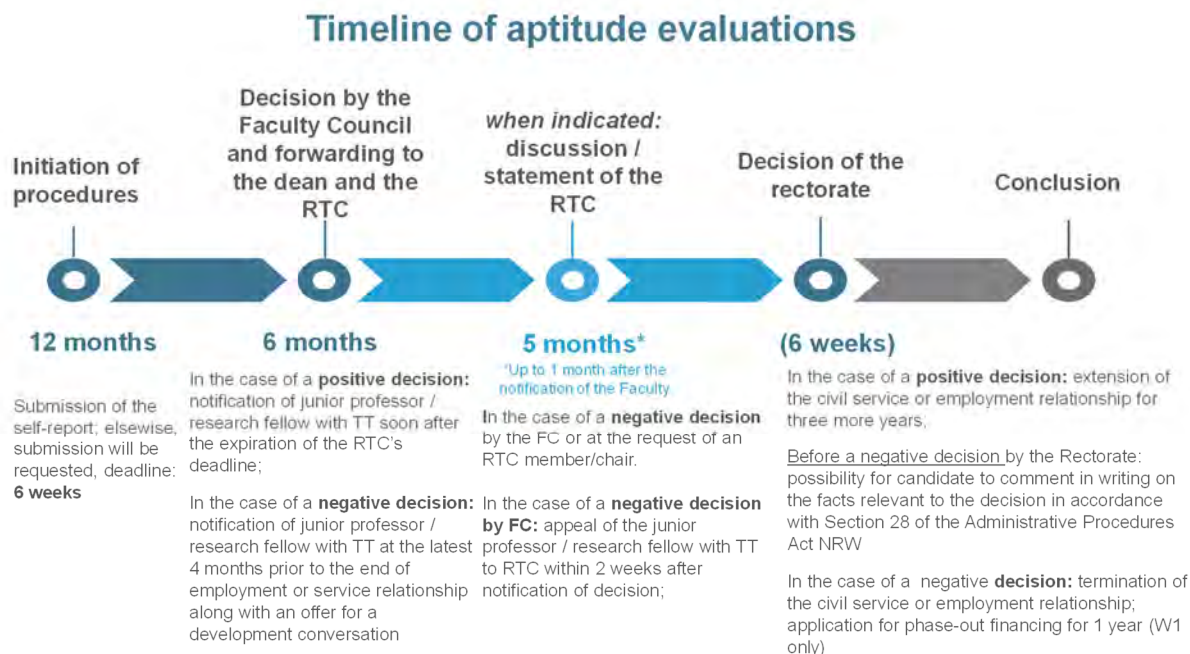 Timeline of aptitude evaluations
Initiation of
procedures
Decision by the
Faculty Council
and forwarding to
the dean and the
RTC
when indicated:
discussion /
statement of the
RTC
Decision of the
rectorate
Conclusion
12 months
Submission of the
self-report; elsewise,
submission will be
requested, deadline:
6 weeks
6 months
In the case of a positive decision:
notification of junior professor /
research fellow with TT soon after
the expiration of the RTC's
deadline;
In the case of a negative decision:
notification of junior professor /
research fellow with TT at the latest
4 months prior to the end of
employment or service relationship
along with an offer for a
development conversation
5 months*
*Up to 1 month after the
notification of the Faculty
In the case of a negative decision
by the FC or at the request of an
RTC member/chair.
In the case of a negative decision
by FC: appeal of the junior
professor / research fellow with TT
to RTC within 2 weeks after
notification of decision;
(6 weeks)
In the case of a positive decision: extension of
the civil service or employment relationship for
three more years;
Before a negative decision by the Rectorate:
possibility for candidate to comment in writing on
the facts relevant to the decision in accordance
with Section 28 of the Administrative Procedures
Act NRW
In the case of a negative decision: termination of
the civil service or employment relationship;
application for phase-out financing for 1 year (W1
only)